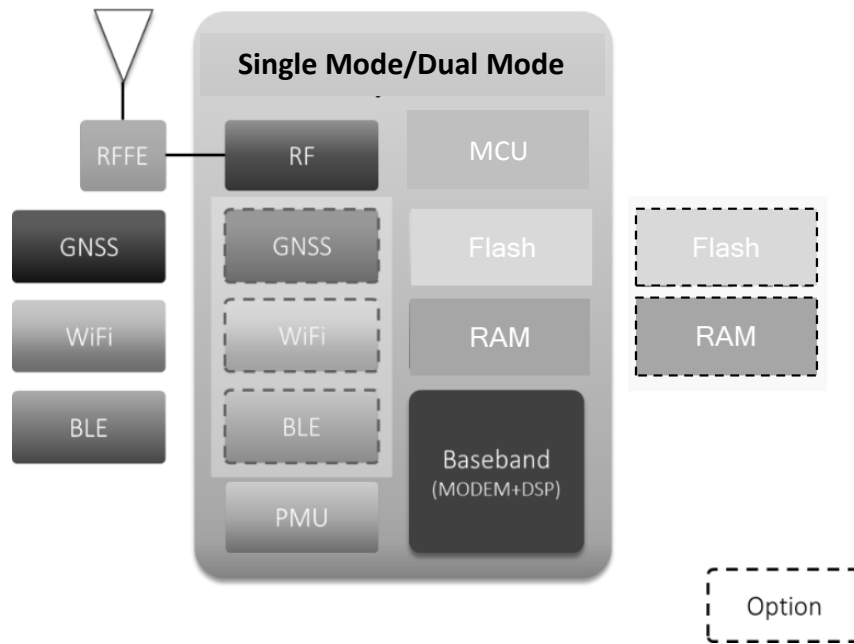 Single Mode/Dual Mode
RFFE
RF
MCU
GNSS
GNSS
Flash
Flash
WiFi
WiFi
RAM
RAM
BLE
BLE
Baseband
(MODEM+DSP)
PMU
Option